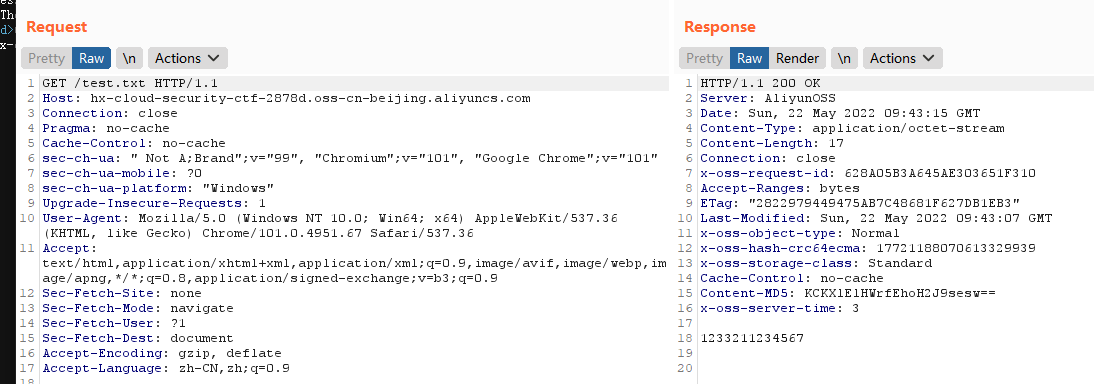 Request
Pretty Raw \n Actions
1 GET /test.txt HTTP/1.1
2 Host: hx-cloud-security-ctf-2878d.oss-cn-beijing.aliyuncs.com
3 Connection: close
4 Pragma: no-cache
5 Cache-Control: no-cache
6 sec-ch-ua: " Not A;Brand";v="99", "Chromium";v="101", "Google Chrome";v="101"
7 sec-ch-ua-mobile: ?0
8 sec-ch-ua-platform: "Windows"
9 Upgrade-Insecure-Requests: 1
10 User-Agent: Mozilla/5.0 (Windows NT 10.0; Win64; x64) AppleWebKit/537.36
(KHTML, like Gecko) Chrome/101.0.4951.67 Safari/537.36
11 Accept:
text/html,application/xhtml+xml,application/xml;q=0.9,image/avif,image/webp,im
age/apng,*/*;q=0.8,application/signed-exchange;v=b3;q=0.9
12 Sec-Fetch-Site: none
13 Sec-Fetch-Mode: navigate
14 Sec-Fetch-User: ?1
15 Sec-Fetch-Dest: document
16 Accept-Encoding: gzip, deflate
17 Accept-Language: zh-CN,zh;q=0.9
18
Response
Pretty Raw Render \n Actions
1 HTTP/1.1 200 OK
2 Server: AliyunOSS
3 Date: Sun, 22 May 2022 09:43:15 GMT
4 Content-Type: application/octet-stream
5 Content-Length: 17
6 Connection: close
7 x-oss-request-id: 628A05B3A645AE303651F310
8 Accept-Ranges: bytes
9 ETag: "2822979449475AB7C48681F627DB1EB3"
10 Last-Modified: Sun, 22 May 2022 09:43:07 GMT
11 x-oss-object-type: Normal
12 x-oss-hash-crc64ecma: 17721188070613329939
13 x-oss-storage-class: Standard
14 Cache-Control: no-cache
15 Content-MD5: KCKXlElHWrfEhoH2J9sesw==
16 x-oss-server-time: 3
17
18 1233211234567
19
20